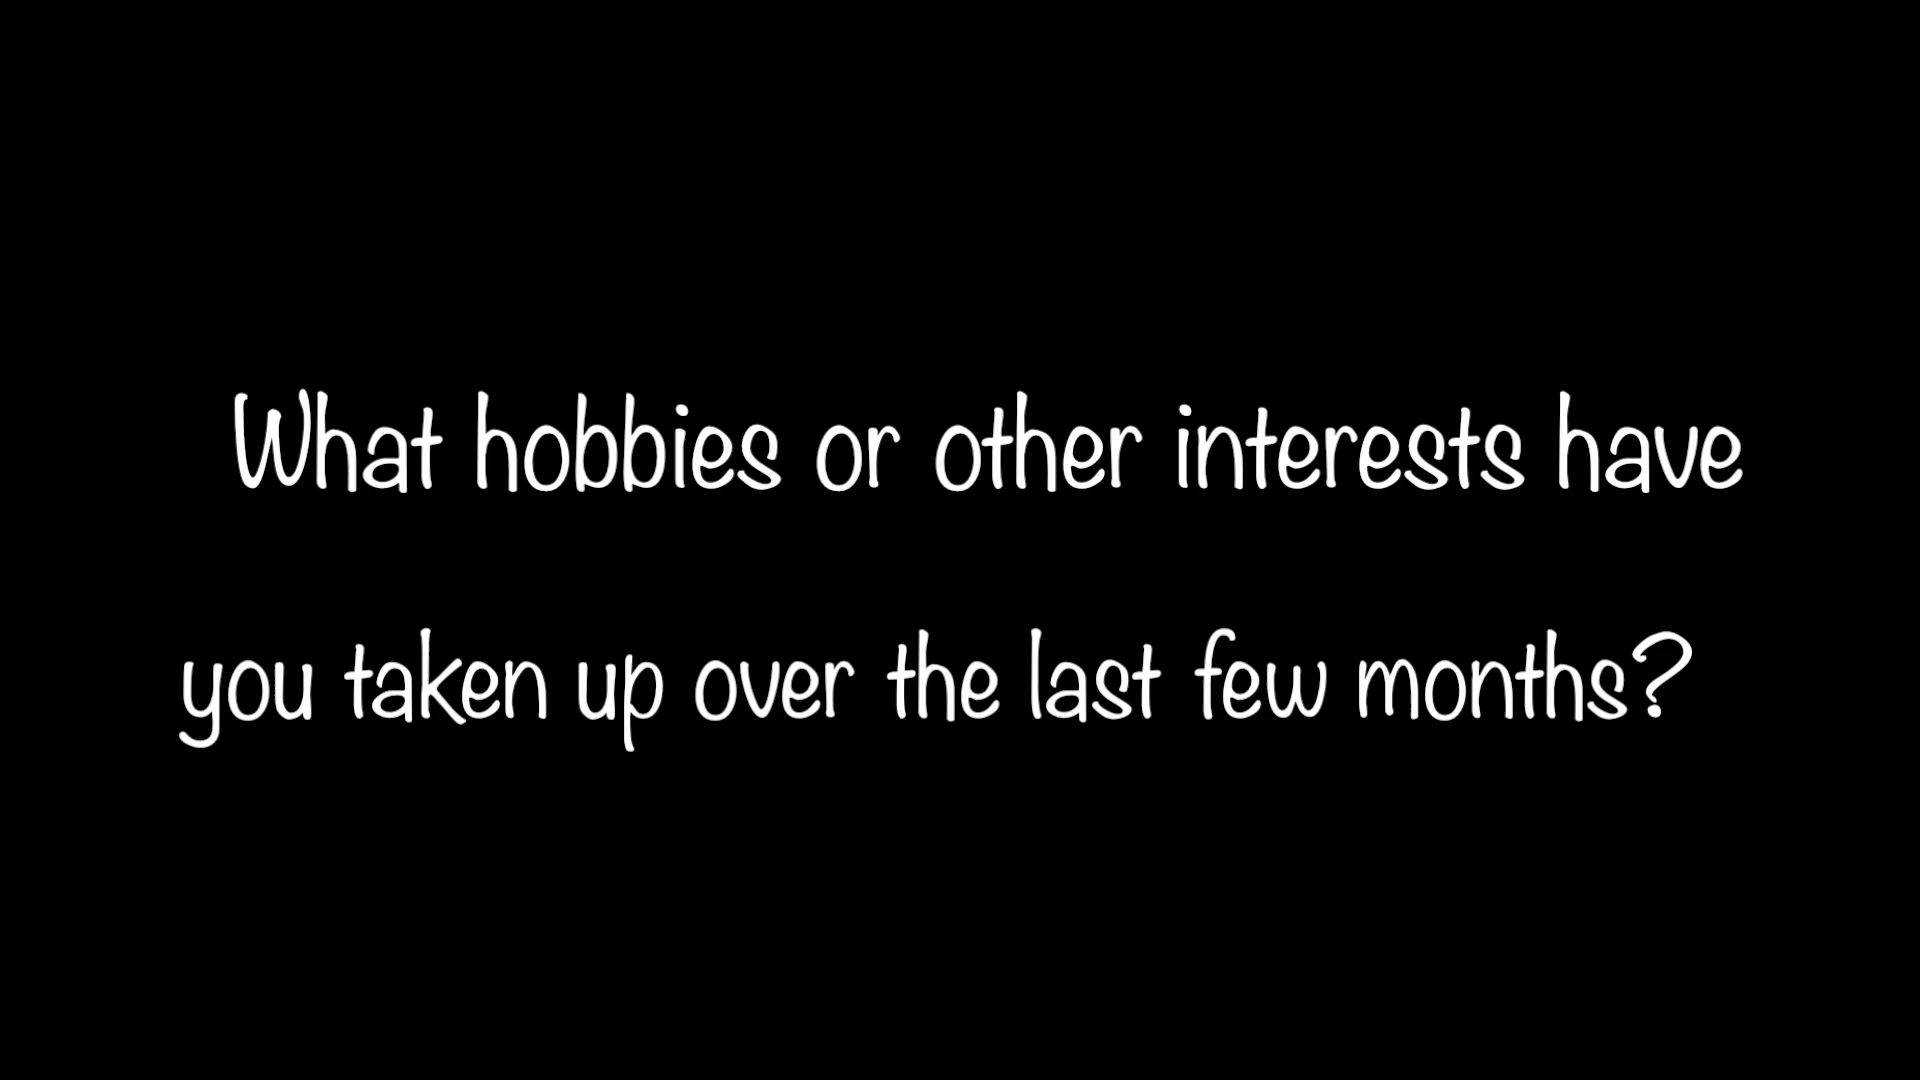 What hobbies or other interests have
you taken up over the last few months?